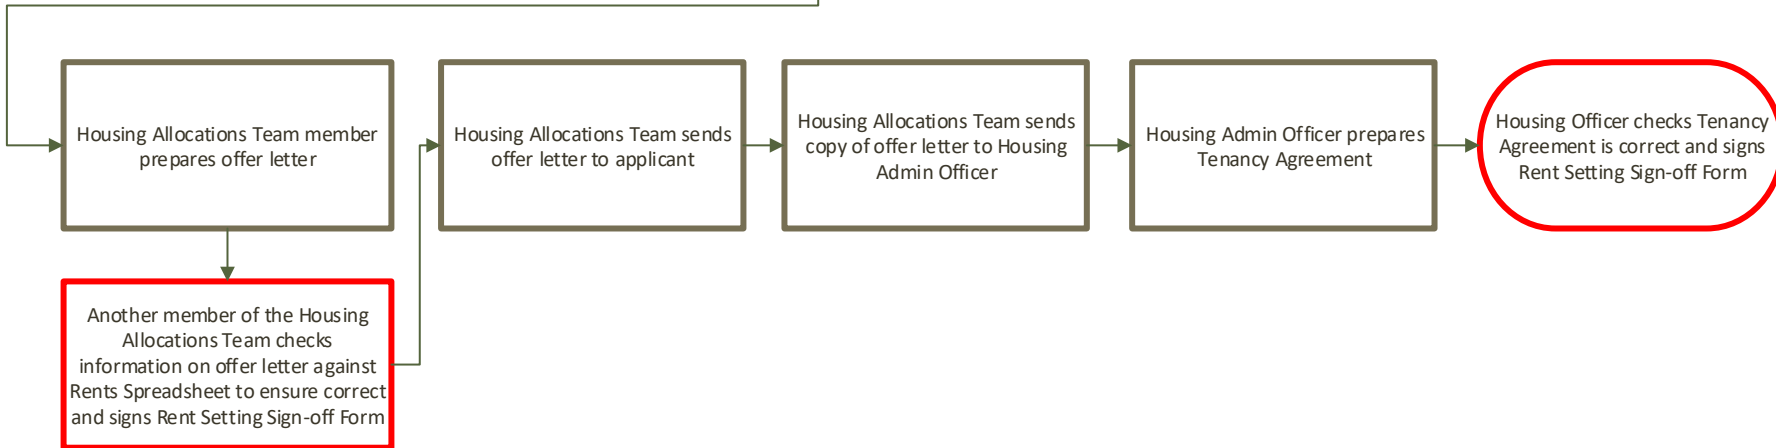 Housing Allocations Team member
prepares offer letter
Housing Allocations Team sends
offer letter to applicant
Housing Allocations Team sends
copy of offer letter to Housing
Admin Officer
Housing Admin Officer prepares
Tenancy Agreement
Housing Officer checks Tenancy
Agreement is correct and signs
Rent Setting Sign-off Form
Another member of the Housing
Allocations Team checks
information on offer letter against
Rents Spreadsheet to ensure correct
and signs Rent Setting Sign-off Form